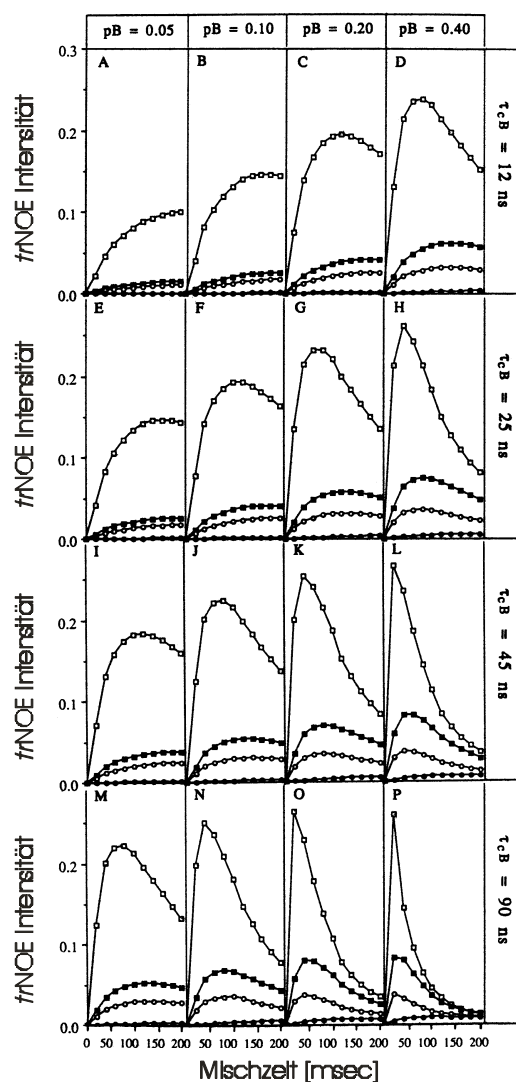 pB = 0.05 pB = 0.10 pB = 0.20 pB = 0.40
0.3
A B C D
trNOE Intensität
0.2
0.1
0.0
τcB = 12 ns
E F G H
trNOE Intensität
0.2
0.1
0.0
τcB = 25 ns
I J K L
trNOE Intensität
0.2
0.1
0.0
τcB = 45 ns
M N O P
trNOE Intensität
0.2
0.1
0.0
τcB = 90 ns
0 50 100 150 200 50 100 150 200 50 100 150 200 50 100 150 200
Mischzeit [msec]